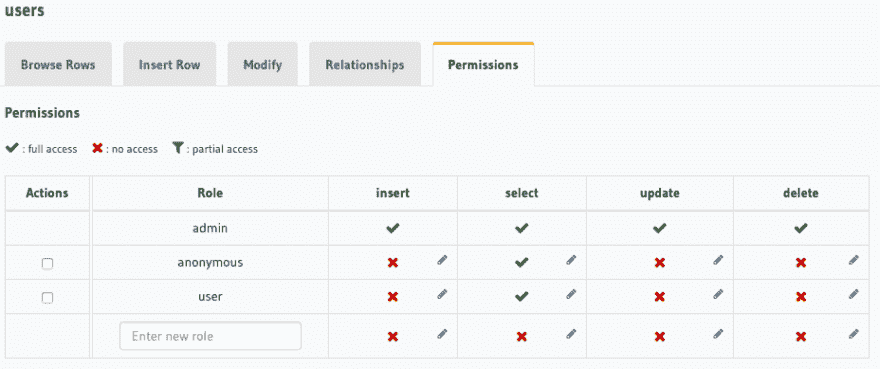 users
Browse Rows Insert Row Modify Relationships Permissions
Permissions
: full access : no access : partial access
Actions Role insert select update delete
admin
anonymous
user
Enter new role